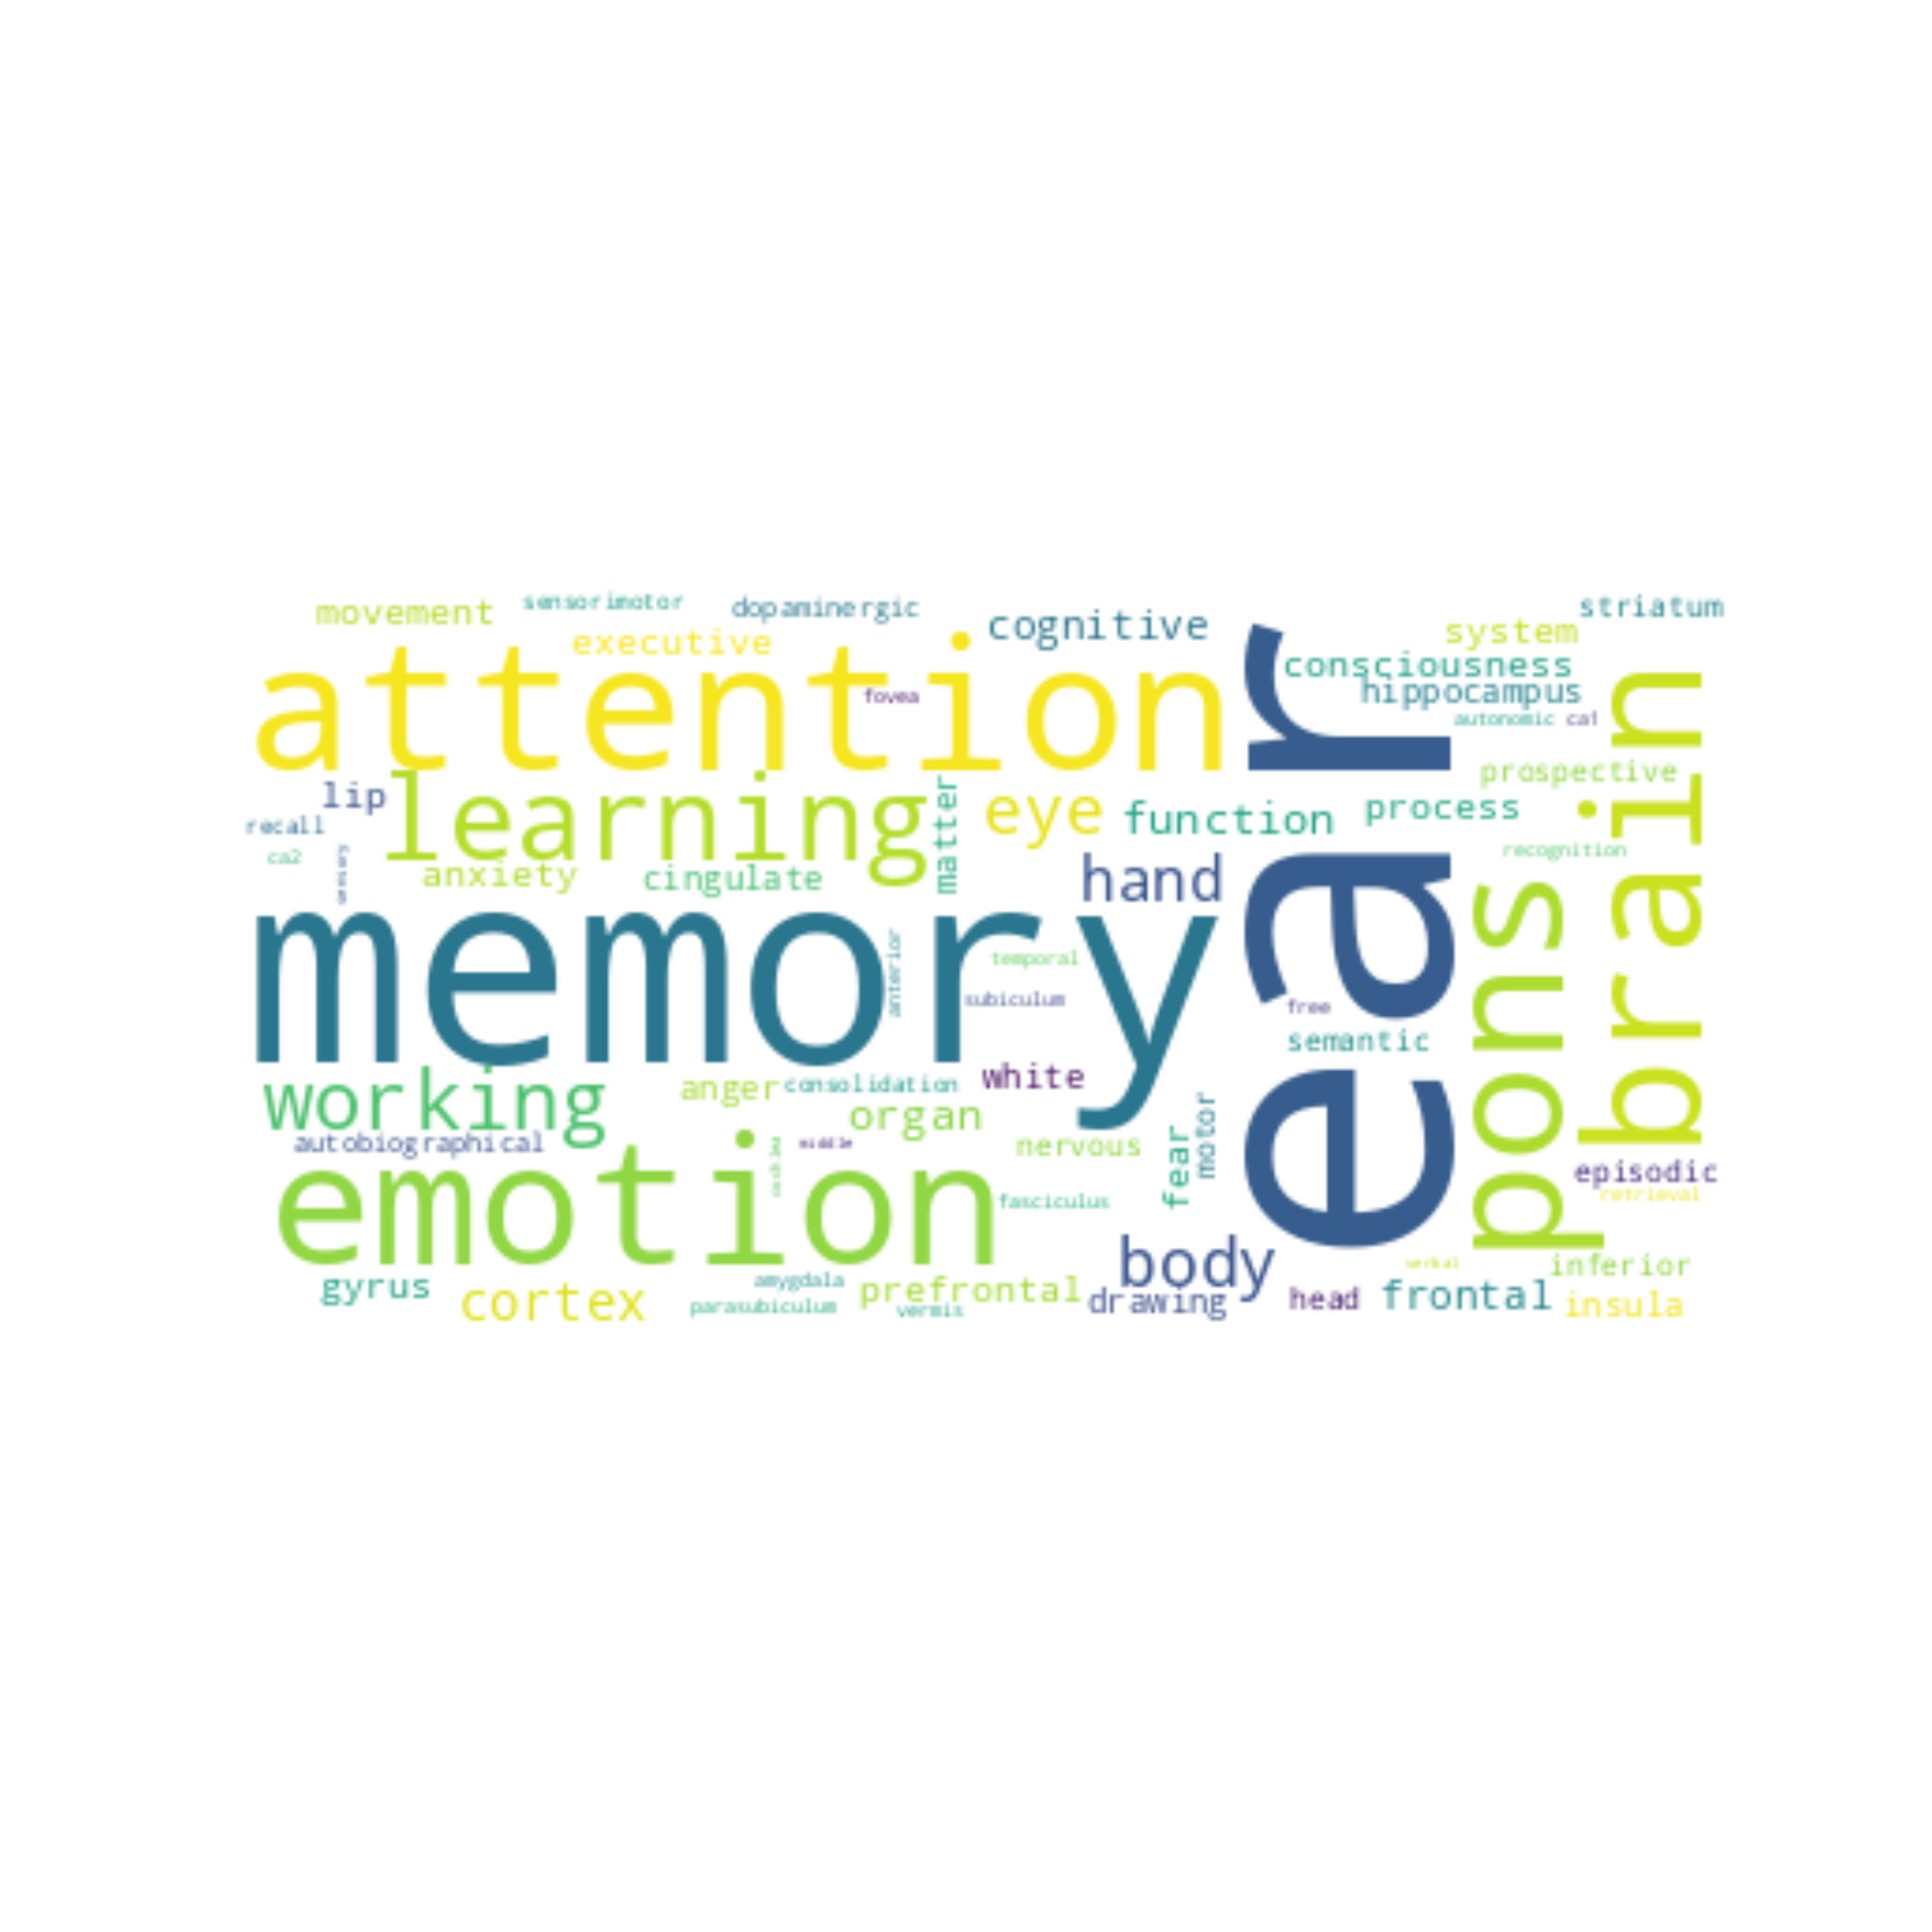 movement
sensorimotor
dopaminergic
cognitive
striatum
executive
system
attention
fovea
consciousness
hippocampus
autonomic
ca1
ear
brain
lip
learning
matter
eye
function
process
prospective
recall
ca2
anxiety
cingulate
hand
recognition
memory
anterior
temporal
subiculum
free
semantic
pons
working
anger
consolidation
white
organ
autobiographical
middle
nervous
fear
motor
emotion
fasciculus
episodic
retrieval
body
verbal
inferior
gyrus
cortex
amygdala
parasubiculum
prefrontal
vermis
drawing
head
frontal
insula